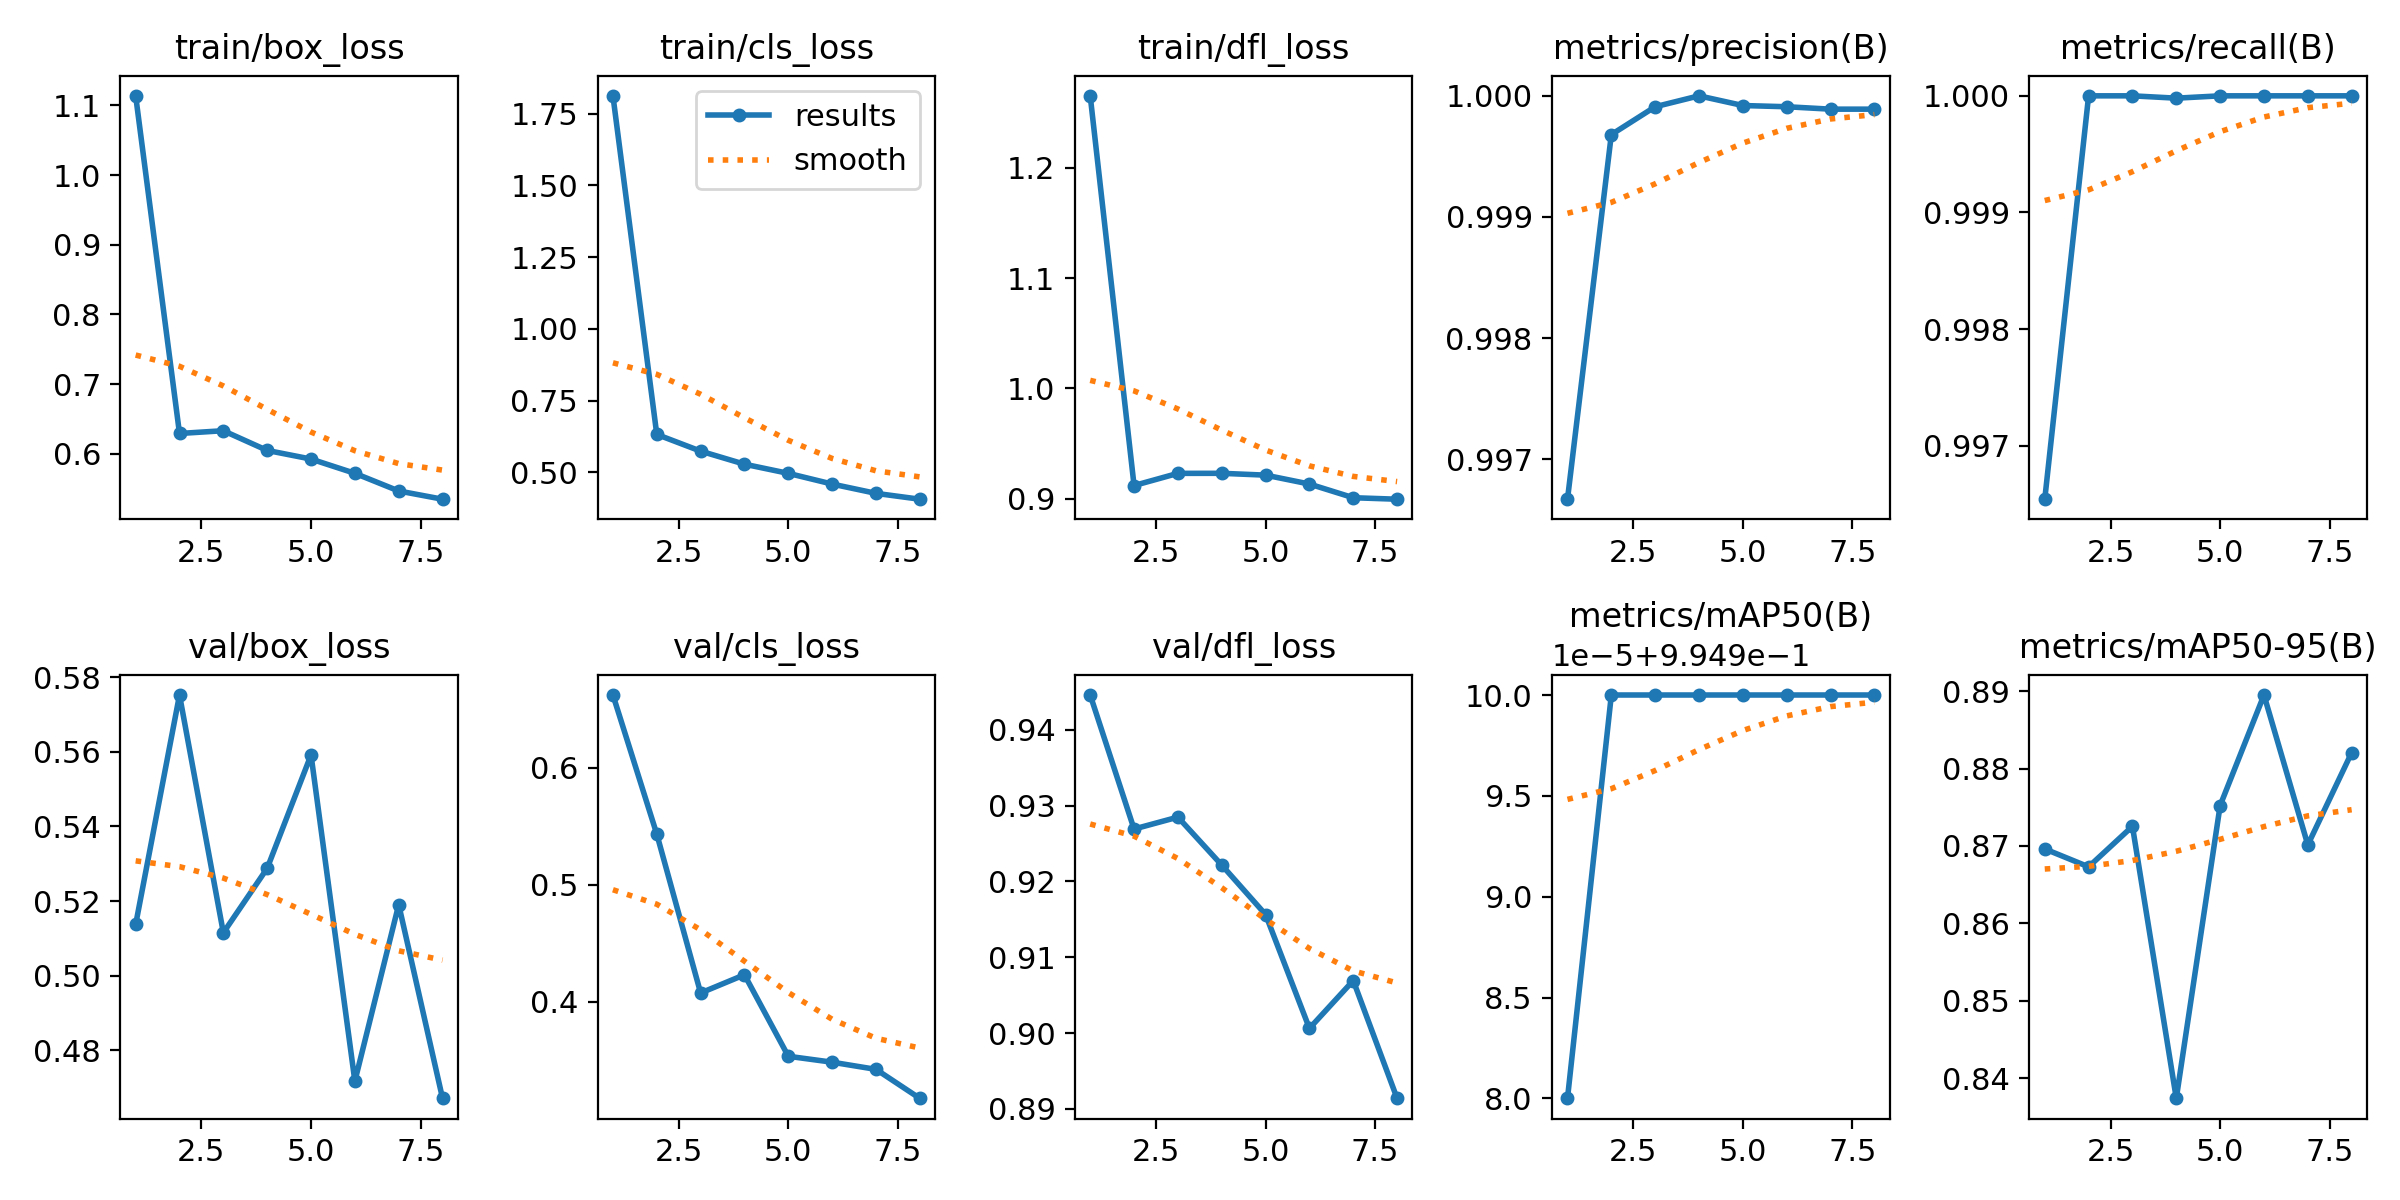 train/box_loss
1.1
1.0
0.9
0.8
0.7
0.6
2.5 5.0 7.5
train/cls_loss
results
smooth
1.75
1.50
1.25
1.00
0.75
0.50
2.5 5.0 7.5
train/dfl_loss
1.2
1.1
1.0
0.9
2.5 5.0 7.5
metrics/precision(B)
1.000
0.999
0.998
0.997
2.5 5.0 7.5
metrics/recall(B)
1.000
0.999
0.998
0.997
2.5 5.0 7.5
val/box_loss
0.58
0.56
0.54
0.52
0.50
0.48
2.5 5.0 7.5
val/cls_loss
0.6
0.5
0.4
2.5 5.0 7.5
val/dfl_loss
0.94
0.93
0.92
0.91
0.90
0.89
2.5 5.0 7.5
metrics/mAP50(B)
1e−5+9.949e−1
10.0
9.5
9.0
8.5
8.0
2.5 5.0 7.5
metrics/mAP50-95(B)
0.89
0.88
0.87
0.86
0.85
0.84
2.5 5.0 7.5